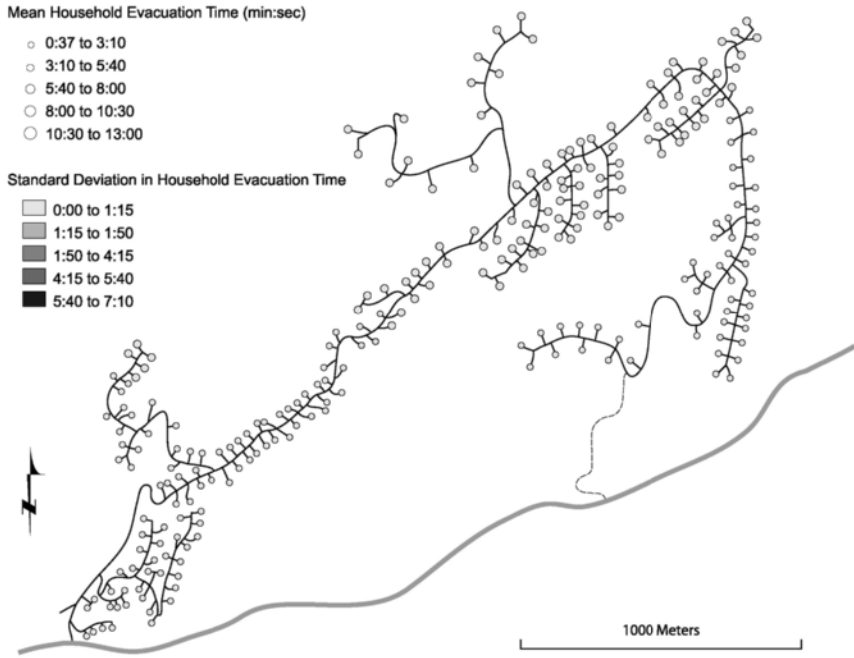 Mean Household Evacuation Time (min:sec)
0:37 to 3:10
3:10 to 5:40
5:40 to 8:00
8:00 to 10:30
10:30 to 13:00
Standard Deviation in Household Evacuation Time
0:00 to 1:15
1:15 to 1:50
1:50 to 4:15
4:15 to 5:40
5:40 to 7:10
N
1000 Meters